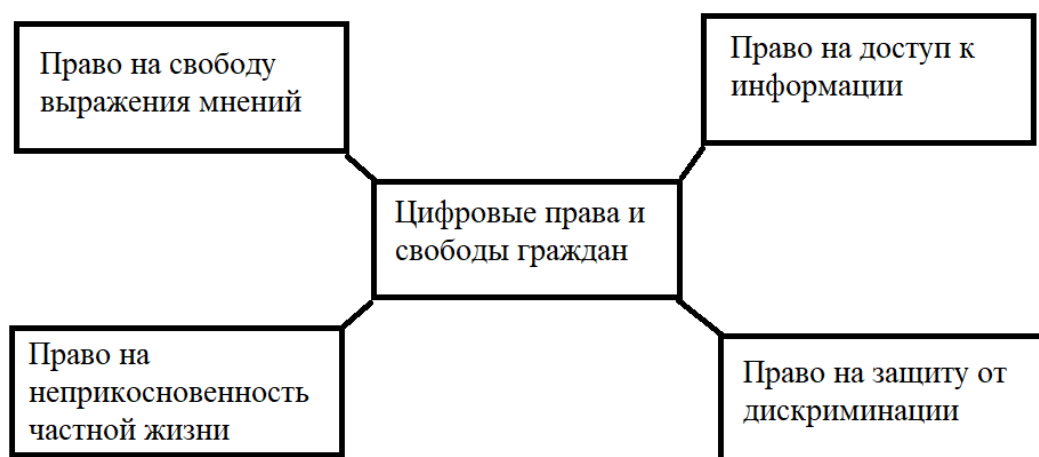 Право на свободу
выражения мнений
Право на доступ к
информации
Цифровые права и
свободы граждан
Право на
неприкосновенность
частной жизни
Право на защиту от
дискриминации